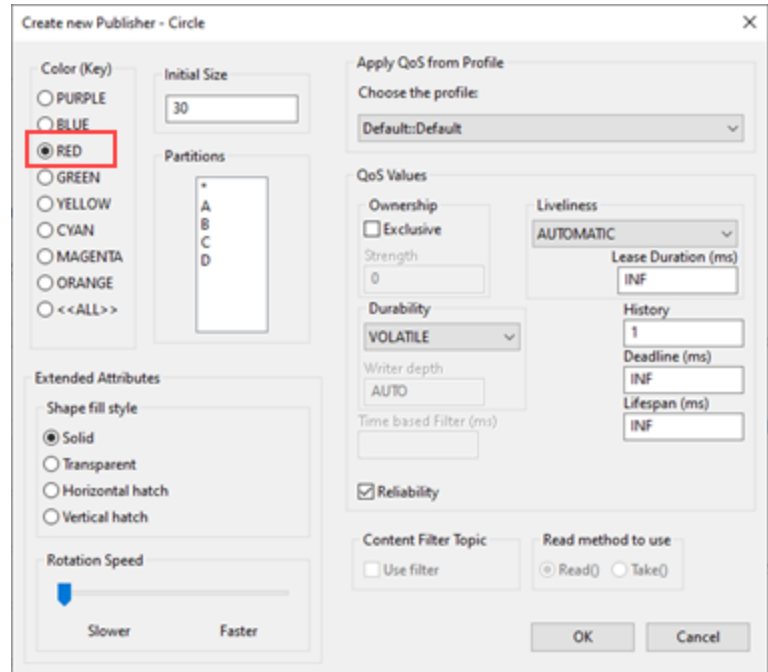 Create new Publisher - Circle
Color (Key)
PURPLE
BLUE
RED
GREEN
YELLOW
CYAN
MAGENTA
ORANGE
<<ALL>>
Initial Size
30
Partitions
*
A
B
C
D
Extended Attributes
Shape fill style
Solid
Transparent
Horizontal hatch
Vertical hatch
Rotation Speed
Slower Faster
Apply QoS from Profile
Choose the profile:
Default::Default
QoS Values
Ownership
Exclusive
Strength
0
Durability
VOLATILE
Writer depth
AUTO
Time based Filter (ms)
Reliability
Liveliness
AUTOMATIC
Lease Duration (ms)
INF
History
1
Deadline (ms)
INF
Lifespan (ms)
INF
Content Filter Topic
Use filter
Read method to use
Read() Take()
OK Cancel